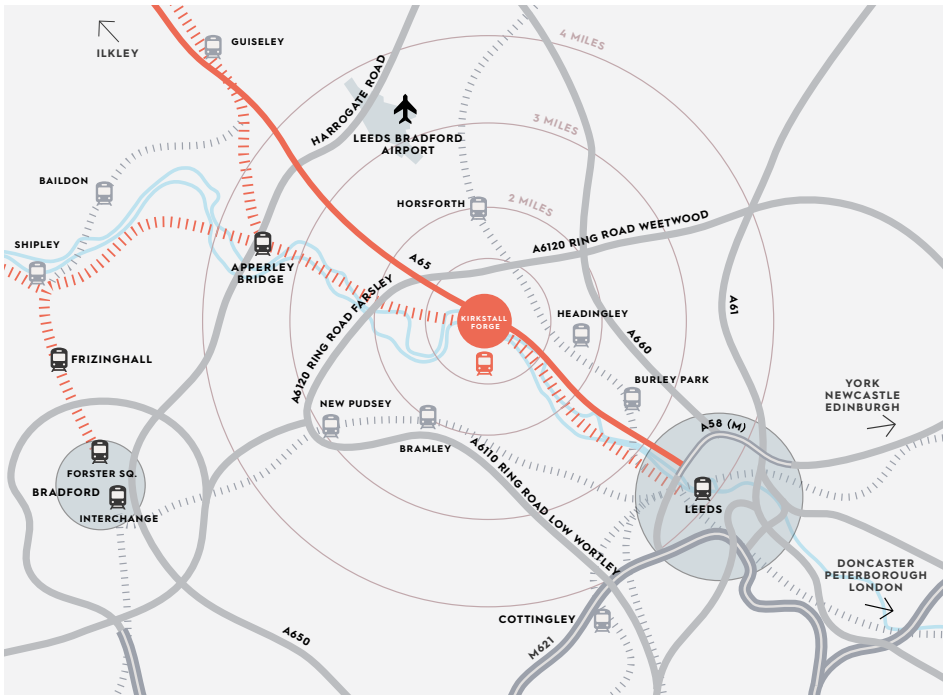 4 MILES
ILKLEY
GUISELEY
HARROGATE ROAD
3 MILES
LEEDS BRADFORD
AIRPORT
BAILDON
HORSFORTH
2 MILES
A6120 RING ROAD WEETWOOD
SHIPLEY
APPERLEY
BRIDGE
A65
A6120 RING ROAD FARSLEY
KIRKSTALL
FORGE
HEADINGLEY
A61
A660
FRIZINGHALL
BURLEY PARK
YORK
NEWCASTLE
EDINBURGH
NEW PUDSEY
BRAMLEY
A58 (M)
A6110 RING ROAD LOW WORTLEY
FORSTER SQ.
BRADFORD
INTERCHANGE
LEEDS
DONCASTER
PETERBOROUGH
LONDON
COTTINGLEY
A650
M621